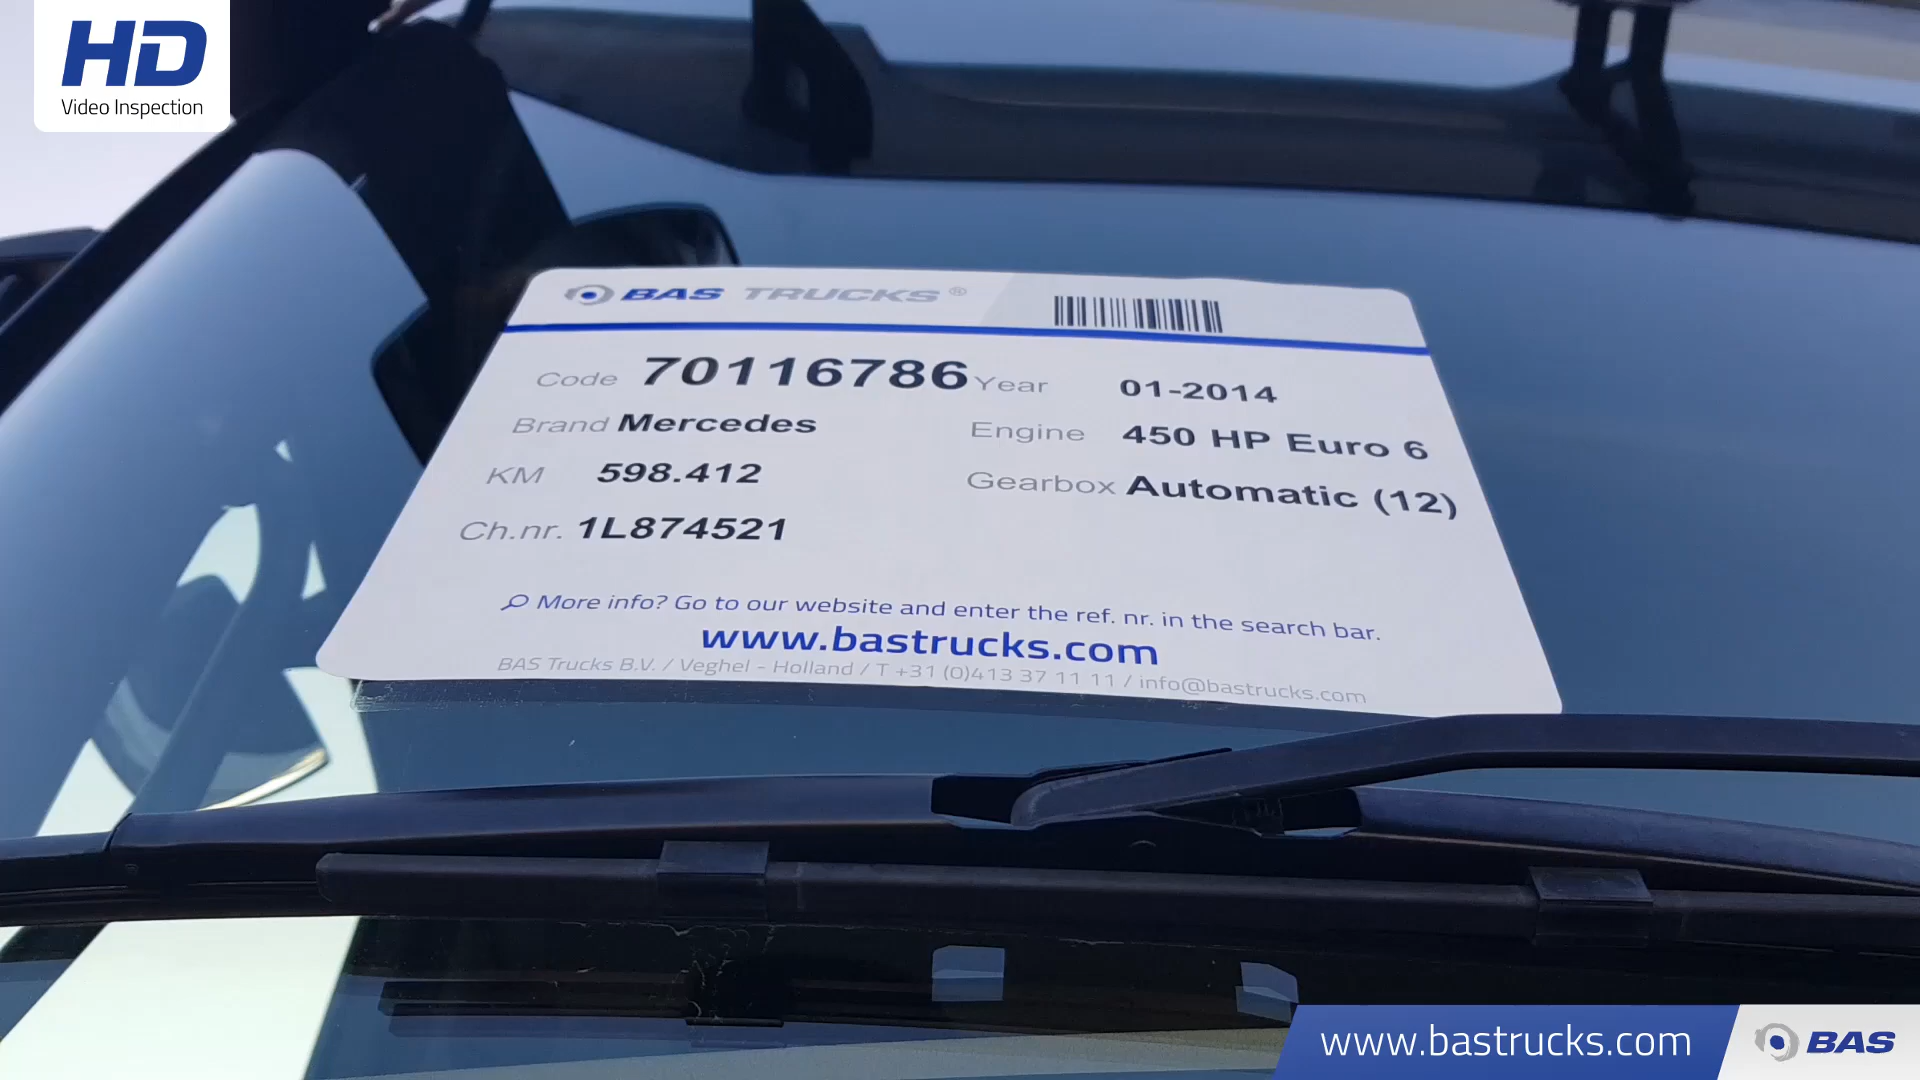 HD
Video Inspection
BAS TRUCKS®
Code 70116786 Year 01-2014
Brand Mercedes Engine 450 HP Euro 6
KM 598.412 Gearbox Automatic (12)
Ch.nr. 1L874521
More info? Go to our website and enter the ref. nr. in the search bar.
www.bastrucks.com
BAS Trucks B.V. / Veghel - Holland / T +31 (0)413 37 11 11 / info@bastrucks.com
www.bastrucks.com BAS